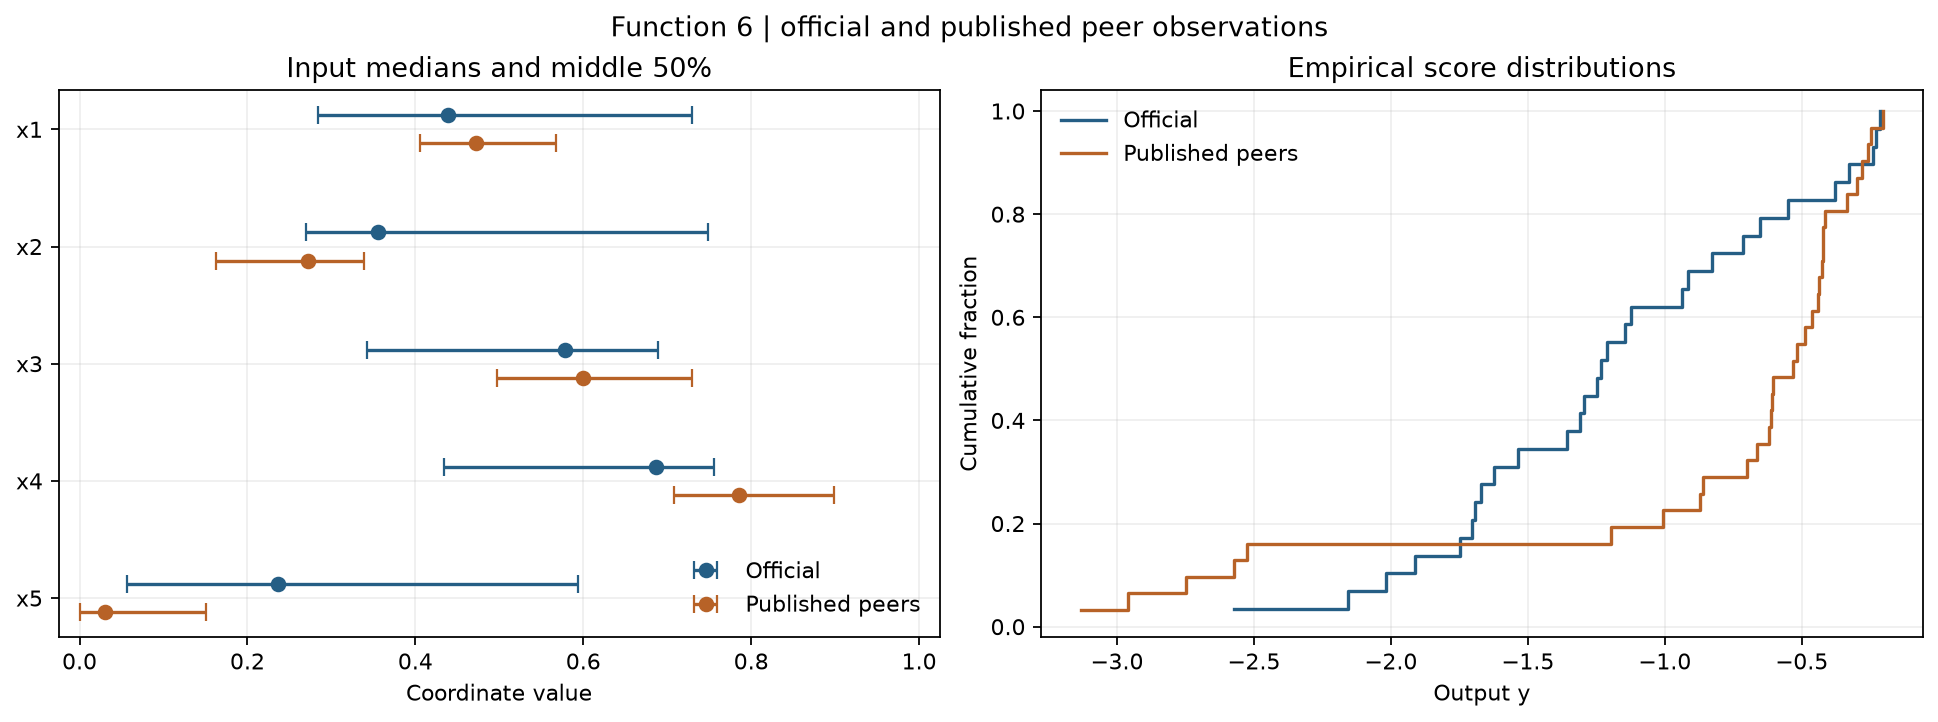 Function 6 | official and published peer observations
Input medians and middle 50%
x1
x2
x3
x4
x5
Official
Published peers
0.0 0.2 0.4 0.6 0.8 1.0
Coordinate value
Empirical score distributions
Official
Published peers
Cumulative fraction
1.0
0.8
0.6
0.4
0.2
0.0
−3.0 −2.5 −2.0 −1.5 −1.0 −0.5
Output y